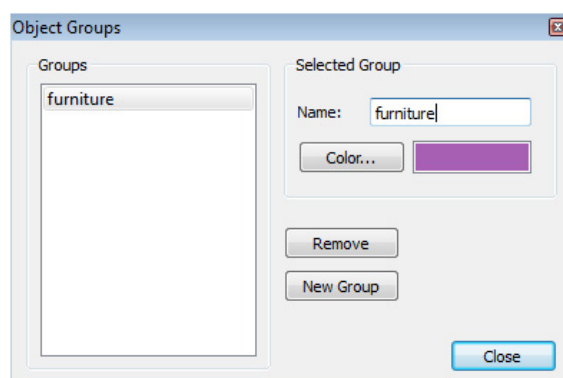 Object Groups
Groups
furniture
Selected Group
Name:
furniture
Color...
Remove
New Group
Close